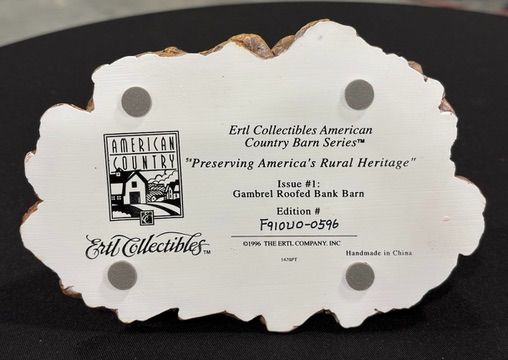 AMERICAN
COUNTRY
Ertl Collectibles™
Ertl Collectibles American
Country Barn Series™
"Preserving America's Rural Heritage"
Issue #1:
Gambrel Roofed Bank Barn
Edition #
F910U0-0596
©1996 THE ERTL COMPANY, INC
Handmade in China